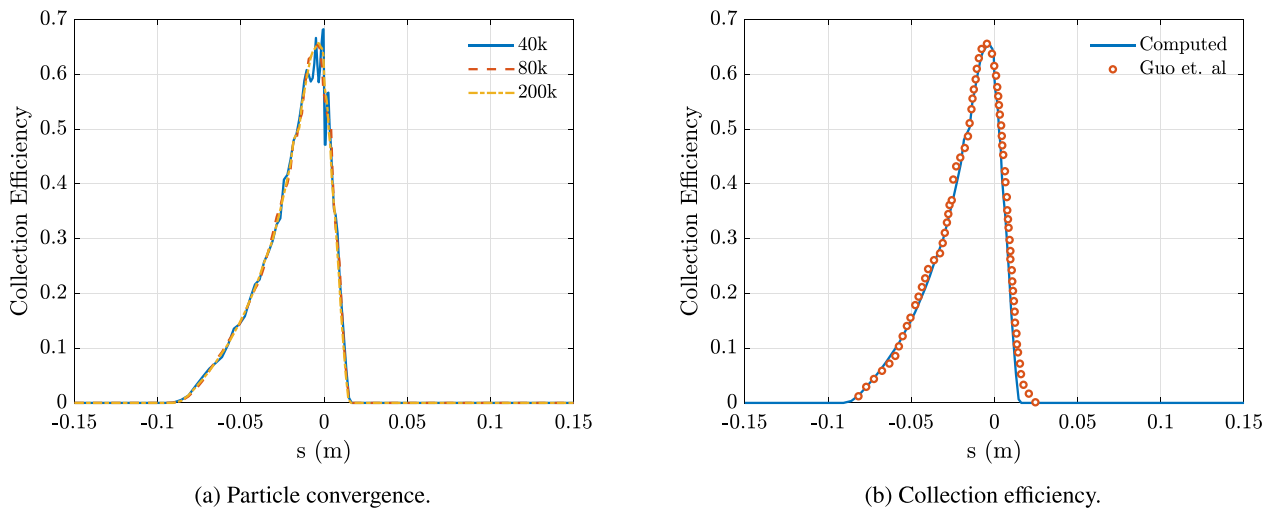 0.7
0.6
0.5
0.4
0.3
0.2
0.1
0
-0.15
-0.1
-0.05
0
0.05
0.1
0.15
Collection Efficiency
s (m)
40k
80k
200k
(a) Particle convergence.
0.7
0.6
0.5
0.4
0.3
0.2
0.1
0
-0.15
-0.1
-0.05
0
0.05
0.1
0.15
Collection Efficiency
s (m)
Computed
Guo et. al
(b) Collection efficiency.